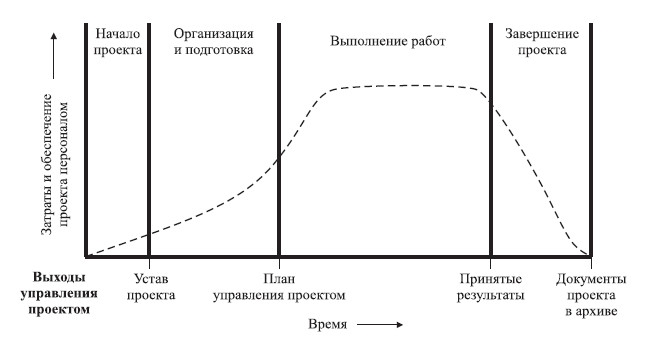 Начало
проекта
Организация
и подготовка
Выполнение работ
Завершение
проекта
Затраты и обеспечение
проекта персоналом
Выходы
управления
проектом
Устав
проекта
План
управления проектом
Принятые
результаты
Документы
проекта
в архиве
Время